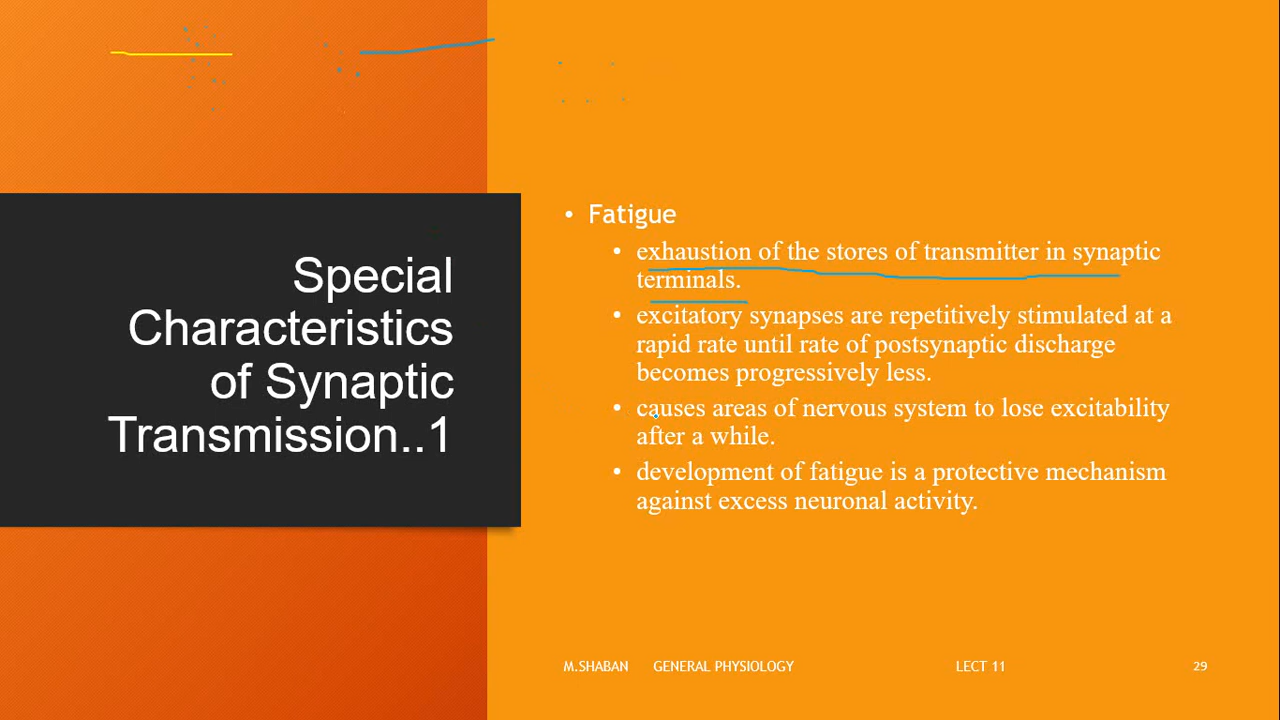 Special
Characteristics
of Synaptic
Transmission..1
• Fatigue
• exhaustion of the stores of transmitter in synaptic
terminals.
• excitatory synapses are repetitively stimulated at a
rapid rate until rate of postsynaptic discharge
becomes progressively less.
• causes areas of nervous system to lose excitability
after a while.
• development of fatigue is a protective mechanism
against excess neuronal activity.
M.SHABAN GENERAL PHYSIOLOGY LECT 11 29